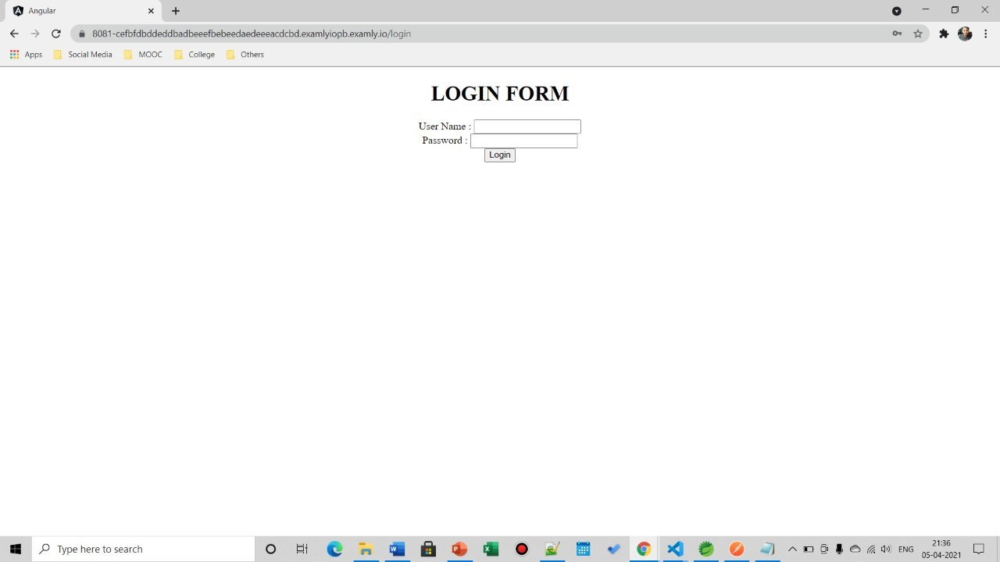 Angular
8081-cefbfdbddeddbadbeeefbebeedaedeeeacdcbd.examlyiopb.examly.io/login
Apps Social Media MOOC College Others
LOGIN FORM
User Name :
Password :
Login
Type here to search
ENG
21:36
05-04-2021